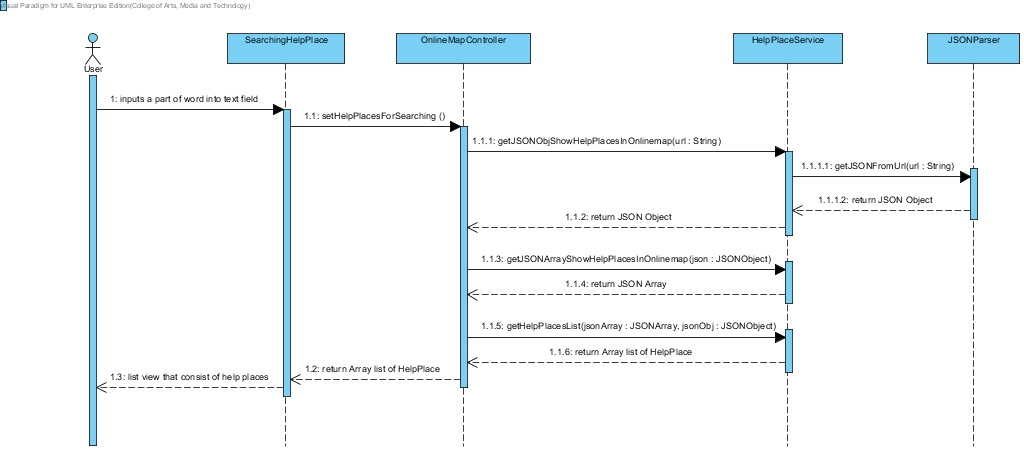 Visual Paradigm for UML Enterprise Edition(College of Arts, Media and Technology)
SearchingHelpPlace
OnlineMapController
HelpPlaceService
JSONParser
User
1: inputs a part of word into text field
1.1: setHelpPlacesForSearching ()
1.1.1: getJSONObjShowHelpPlacesInOnlinemap(url : String)
1.1.1.1: getJSONFromUrl(url : String)
1.1.1.2: return JSON Object
1.1.2: return JSON Object
1.1.3: getJSONArrayShowHelpPlacesInOnlinemap(json : JSONObject)
1.1.4: return JSON Array
1.1.5: getHelpPlacesList(jsonArray : JSONArray, jsonObj : JSONObject)
1.1.6: return Array list of HelpPlace
1.2: return Array list of HelpPlace
1.3: list view that consist of help places